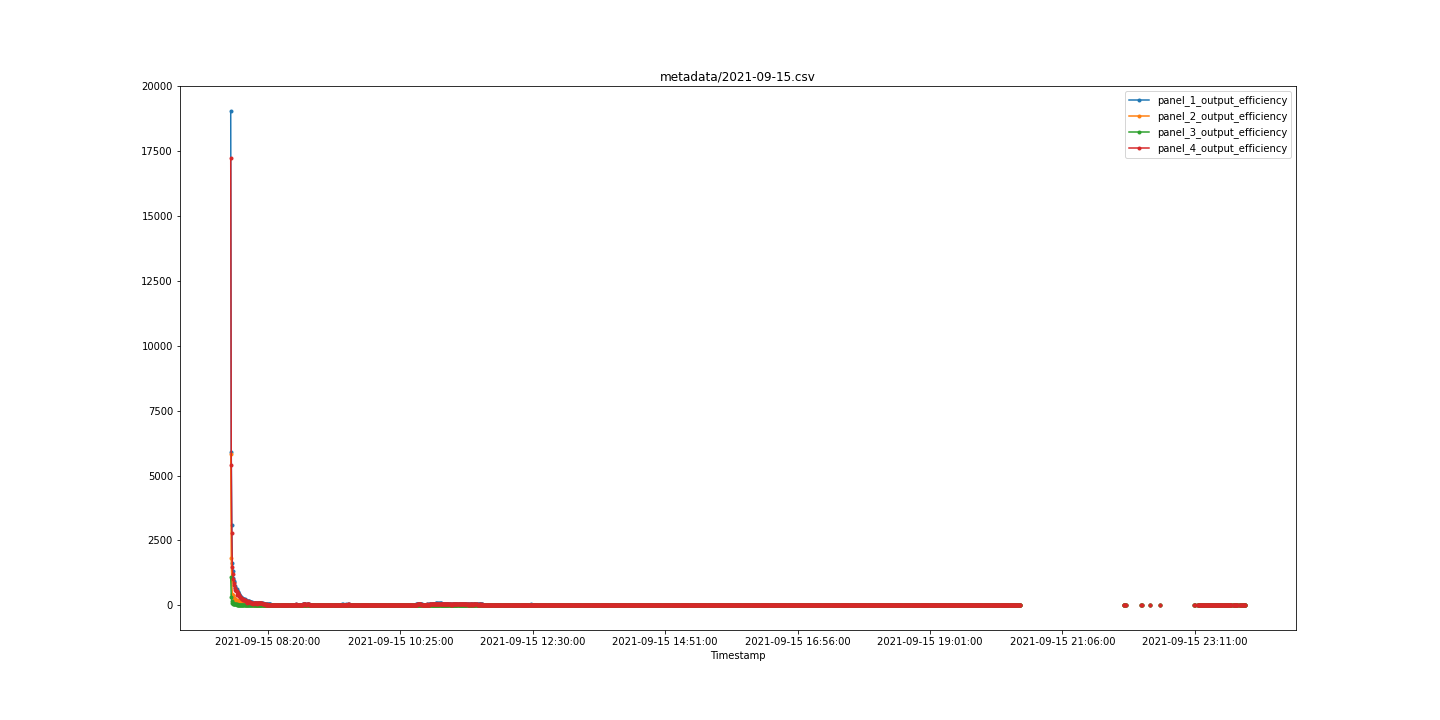 metadata/2021-09-15.csv
panel_1_output_efficiency
panel_2_output_efficiency
panel_3_output_efficiency
panel_4_output_efficiency
20000
17500
15000
12500
10000
7500
5000
2500
0
2021-09-15 08:20:00 2021-09-15 10:25:00 2021-09-15 12:30:00 2021-09-15 14:51:00 2021-09-15 16:56:00 2021-09-15 19:01:00 2021-09-15 21:06:00 2021-09-15 23:11:00
Timestamp